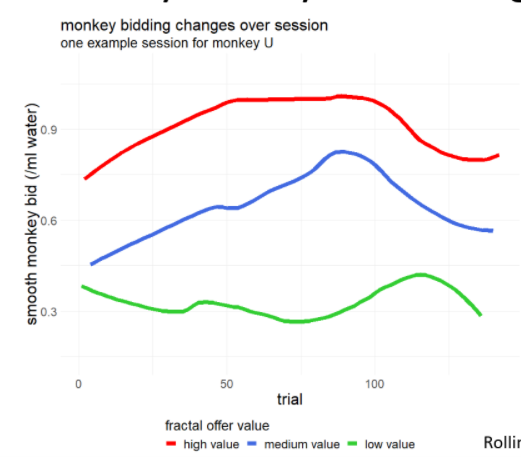 monkey bidding changes over session
one example session for monkey U
smooth monkey bid (/ml water)
0.9
0.6
0.3
0
50
100
trial
fractal offer value
high value
medium value
low value